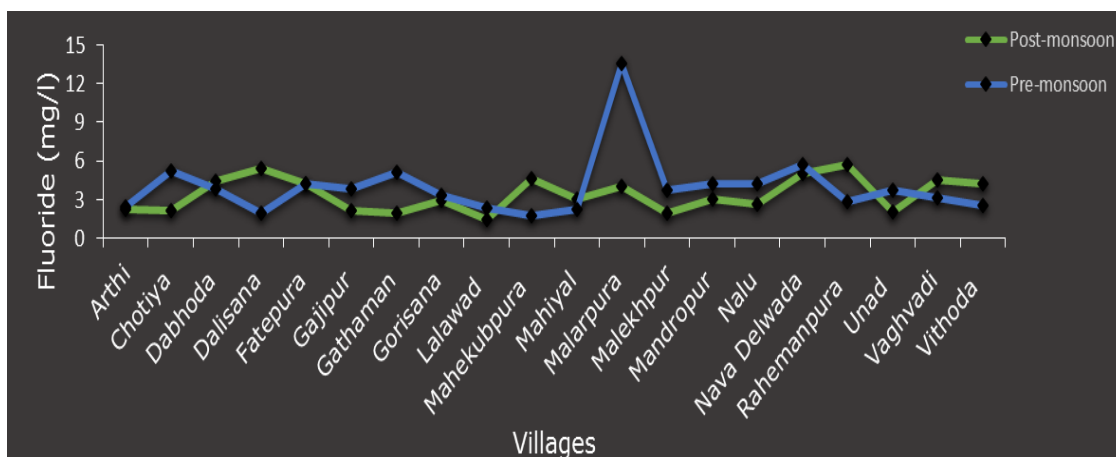 Fluoride (mg/l)
15
12
9
6
3
0
Post-monsoon
Pre-monsoon
Arthi
Chotiya
Dabhoda
Dalisana
Fatepura
Gajipur
Gathaman
Gorisana
Lalawad
Mahekubpura
Mahiyal
Malarpura
Malekhpur
Mandropur
Nalu
Nava Delwada
Rahemanpura
Unad
Vaghvadi
Vithoda
Villages